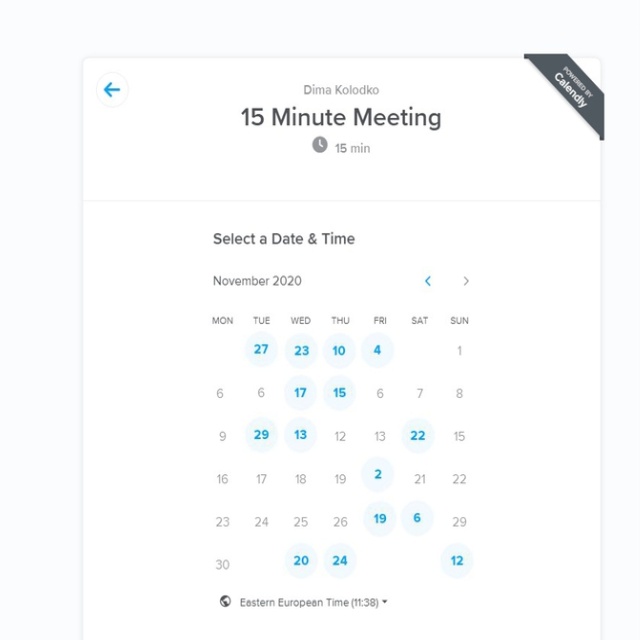 POWERED BY
Calendly
Dima Kolodko
15 Minute Meeting
15 min
Select a Date & Time
November 2020
MON TUE WED THU FRI SAT SUN
27 23 10 4 1
6 6 17 15 6 7 8
9 29 13 12 13 22 15
16 17 18 19 2 21 22
23 24 25 26 19 6 29
30 20 24 12
Eastern European Time (11:38)